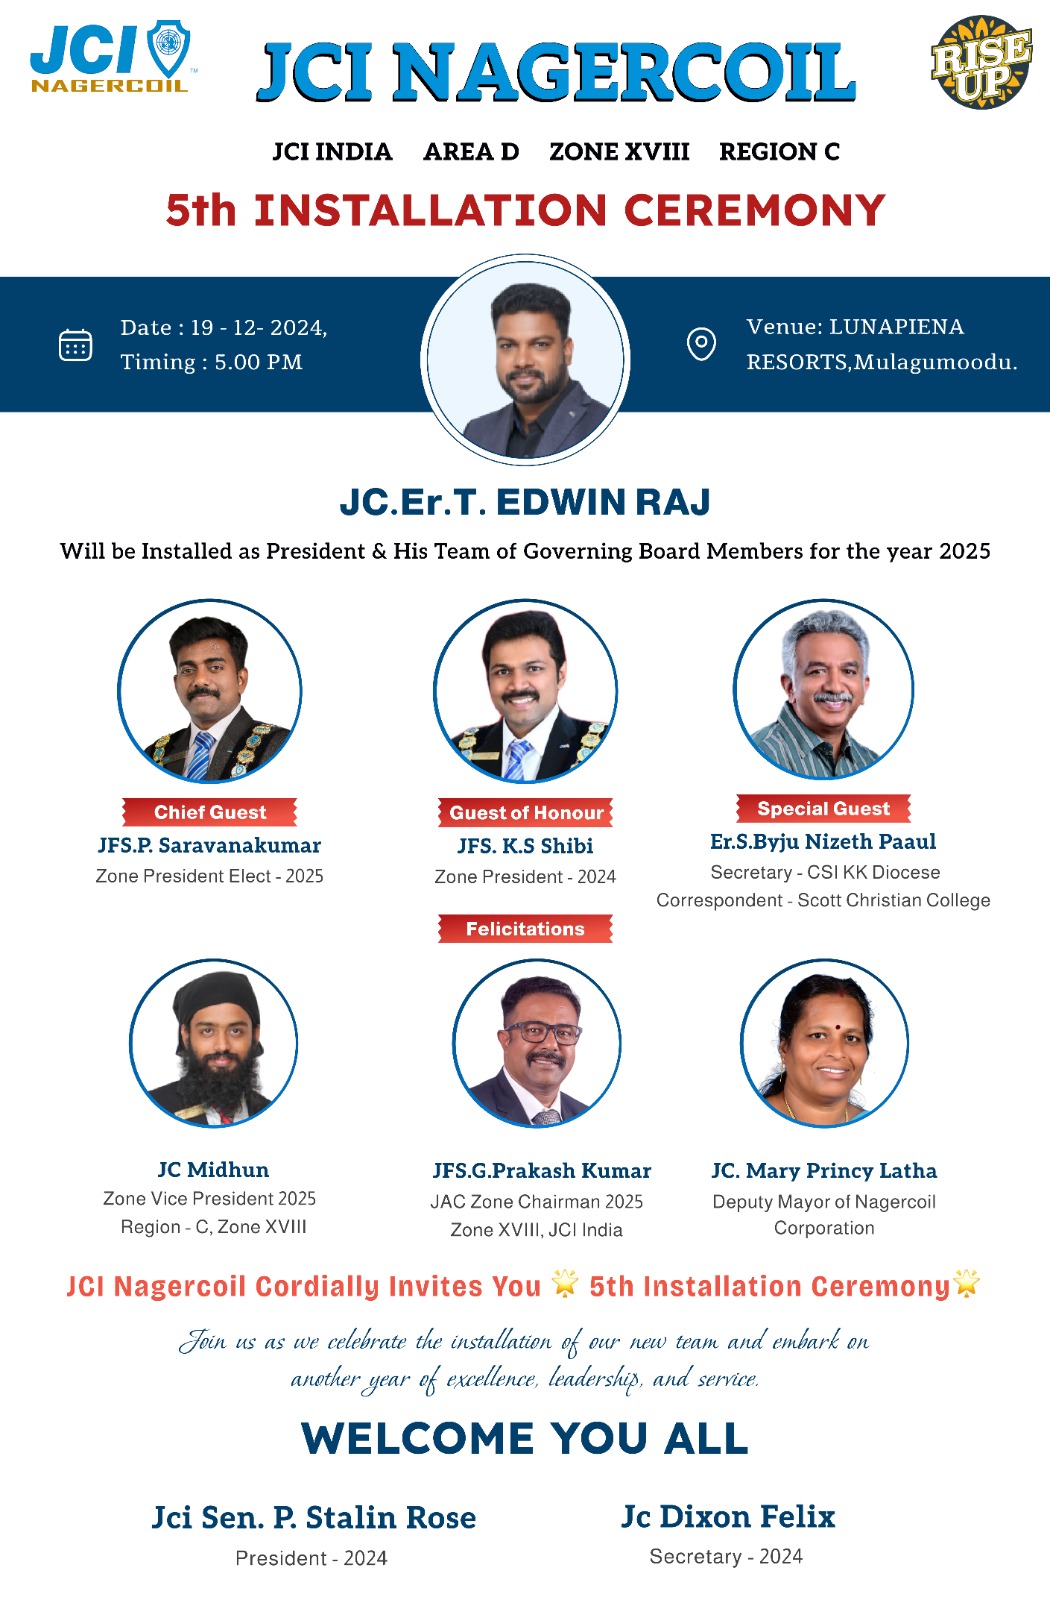 JCI
NAGERCOIL
TM
JCI NAGERCOIL
RISE
UP
JCI INDIA AREA D ZONE XVIII REGION C
5th INSTALLATION CEREMONY
Date : 19 - 12- 2024,
Timing : 5.00 PM
Venue: LUNAPIENA
RESORTS,Mulagumoodu.
JC.Er.T. EDWIN RAJ
Will be Installed as President & His Team of Governing Board Members for the year 2025
Chief Guest
JFS.P. Saravanakumar
Zone President Elect - 2025
Guest of Honour
JFS. K.S Shibi
Zone President - 2024
Special Guest
Er.S.Byju Nizeth Paaul
Secretary - CSI KK Diocese
Correspondent - Scott Christian College
Felicitations
JC Midhun
Zone Vice President 2025
Region - C, Zone XVIII
JFS.G.Prakash Kumar
JAC Zone Chairman 2025
Zone XVIII, JCI India
JC. Mary Princy Latha
Deputy Mayor of Nagercoil
Corporation
JCI Nagercoil Cordially Invites You 🌟 5th Installation Ceremony🌟
Join us as we celebrate the installation of our new team and embark on
another year of excellence, leadership, and service.
WELCOME YOU ALL
Jci Sen. P. Stalin Rose
President - 2024
Jc Dixon Felix
Secretary - 2024